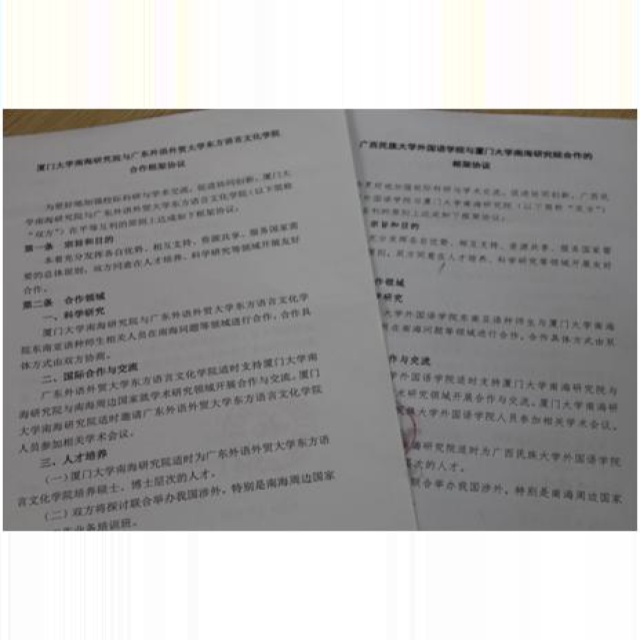 厦门大学南海研究院与广东外语外贸大学东方语言文化学院
合作框架协议
为更好地加强校际科研与学术交流，促进协同创新，厦门大
学南海研究院与广东外语外贸大学东方语言文化学院（以下简称
“双方”）在平等互利的原则上达成如下框架协议。
第一条 宗旨和目的
本着充分发挥各自优势、相互支持、资源共享、服务国家需
要的总体原则，双方同意在人才培养、科学研究等领域开展友好
合作。
第二条 合作领域
一、科学研究
厦门大学南海研究院与广东外语外贸大学东方语言文化学
院东南亚语种师生相关人员在南海问题等领域进行合作，合作具
体方式由双方协商。
二、国际合作与交流
广东外语外贸大学东方语言文化学院适时支持厦门大学南
海研究院与南海周边国家就学术研究领域开展合作与交流。厦门
大学南海研究院适时邀请广东外语外贸大学东方语言文化学院
人员参加相关学术会议。
三、人才培养
（一）厦门大学南海研究院适时为广东外语外贸大学东方语
言文化学院培养硕士、博士层次的人才。
（二）双方将探讨联合举办我国涉外，特别是南海周边国家
业务培训班。
广西民族大学外国语学院与厦门大学南海研究院合作的
框架协议
更好地加强校际科研与学术交流，促进协同创新，广西民
外国语学院与厦门大学南海研究院（以下简称“双方”）
互利的原则上达成如下框架协议。
宗旨和目的
充分发挥各自优势、相互支持、资源共享、服务国家需
原则，双方同意在人才培养、科学研究等领域开展友好
作领域
学研究
大学外国语学院东南亚语种师生与厦门大学南海
在南海问题等领域进行合作，合作具体方式由双
作与交流
学外国语学院适时支持厦门大学南海研究院与
术研究领域开展合作与交流。厦门大学南海研
族大学外国语学院人员参加相关学术会议。
南海研究院适时为广西民族大学外国语学院
次的人才。
联合举办我国涉外，特别是南海周边国家